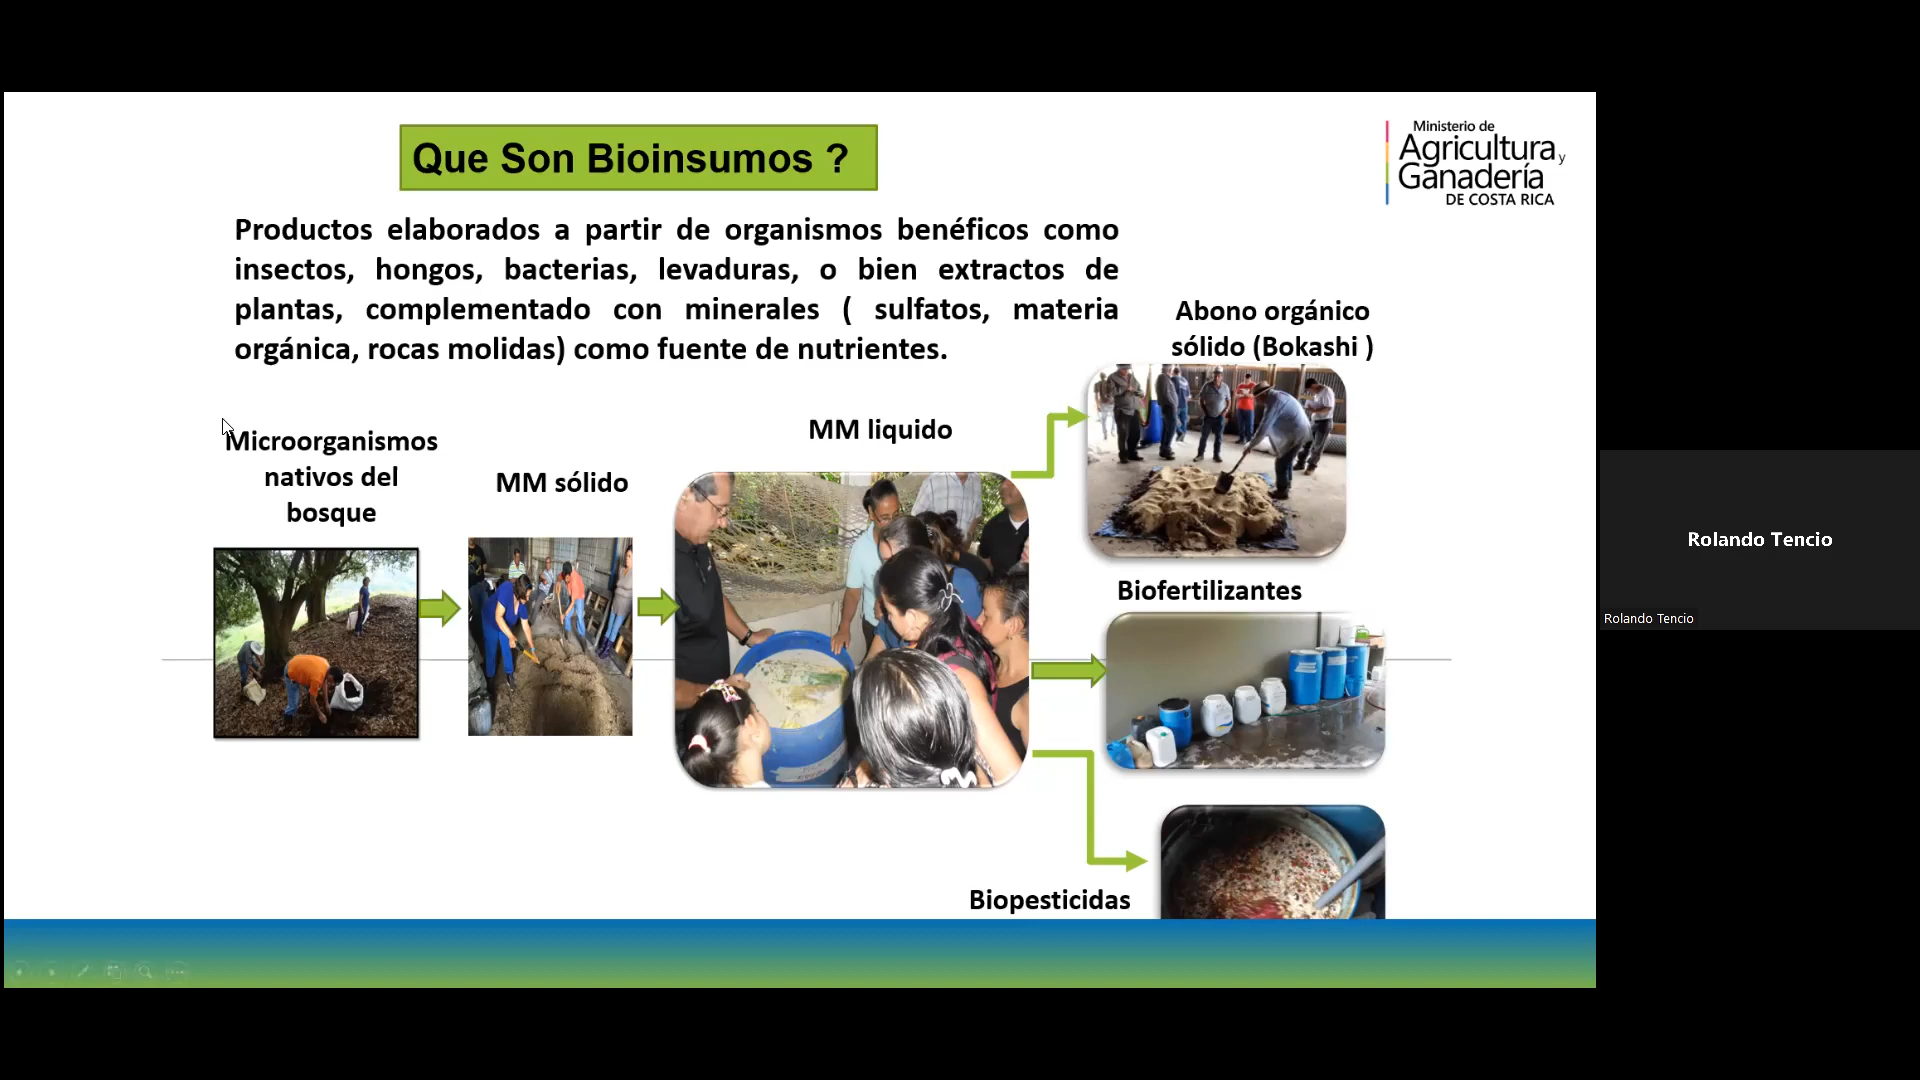 Que Son Bioinsumos ?
Ministerio de
Agricultura y
Ganadería
DE COSTA RICA
Productos elaborados a partir de organismos benéficos como
insectos, hongos, bacterias, levaduras, o bien extractos de
plantas, complementado con minerales ( sulfatos, materia
orgánica, rocas molidas) como fuente de nutrientes.
Abono orgánico
sólido (Bokashi )
MM liquido
Microorganismos
nativos del
bosque
MM sólido
Biofertilizantes
Biopesticidas
Rolando Tencio
Rolando Tencio